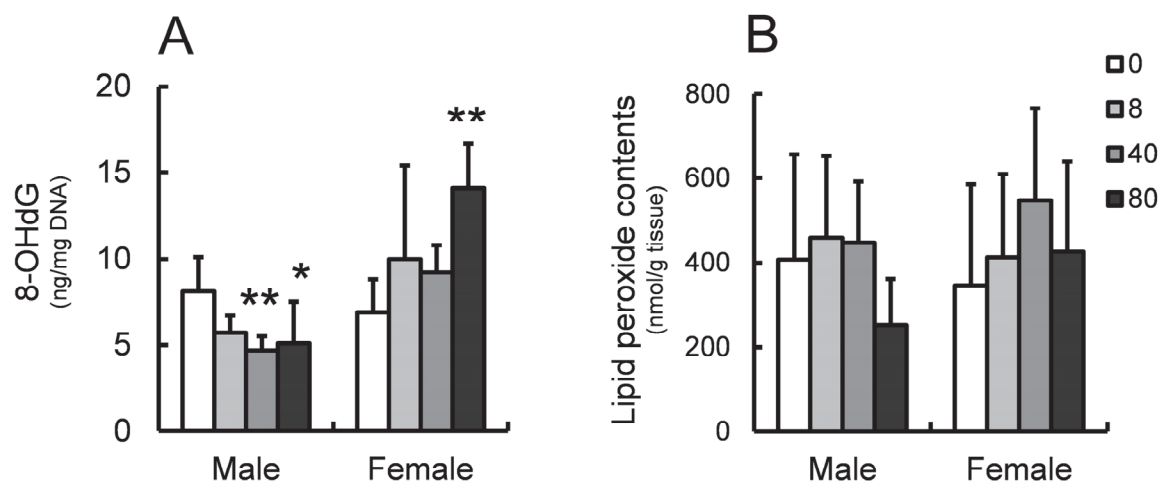 A
20
15
10
5
0
8-OHdG
(ng/mg DNA)
**
*
**
Male
Female
B
800
600
400
200
0
Lipid peroxide contents
(nmol/g tissue)
Male
Female
0
8
40
80